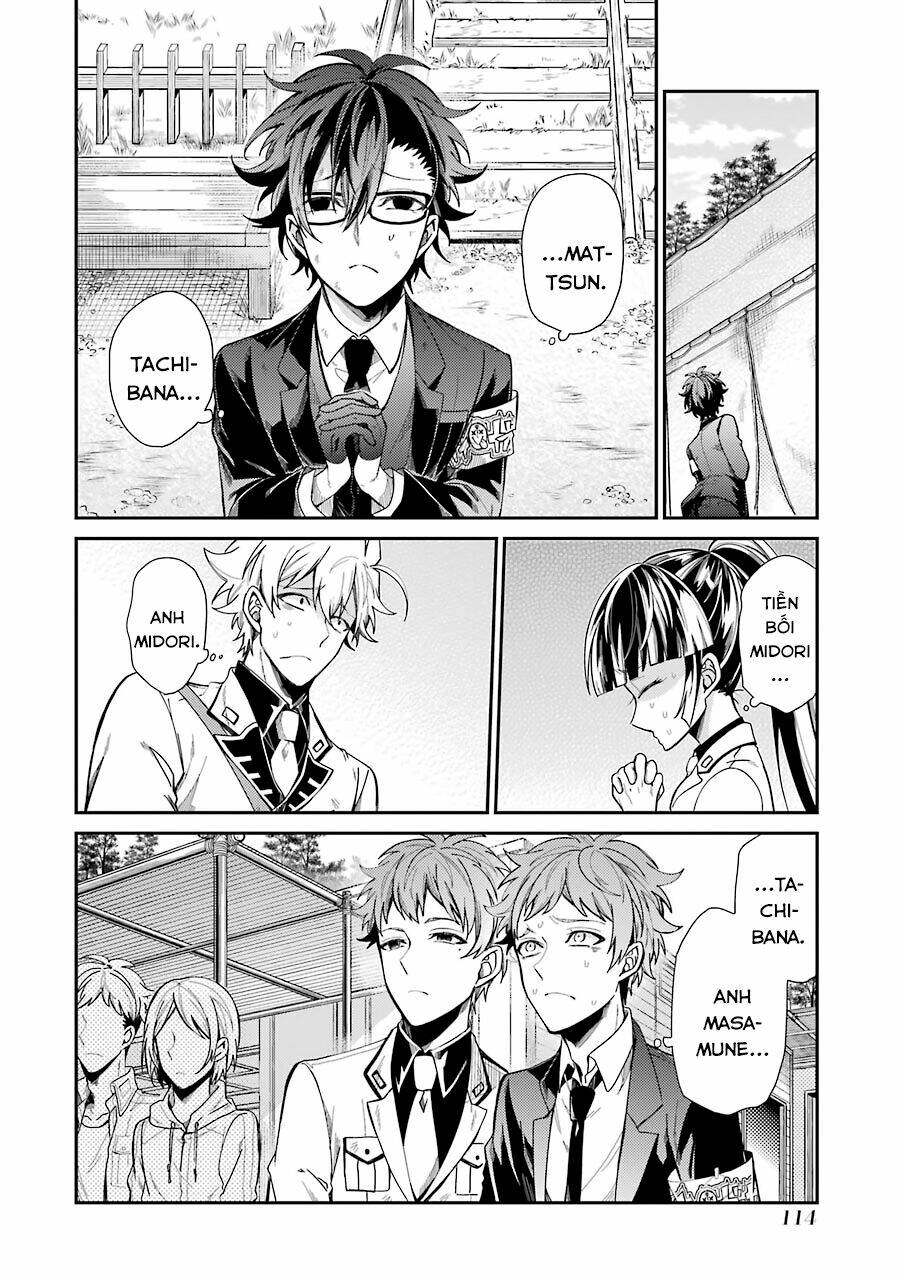 …MAT-
TSUN.
TACHI-
BANA…
TIỀN
BỐI
MIDORI
…
ANH
MIDORI.
…TA-
CHI-
BANA.
ANH
MASA-
MUNE…
114